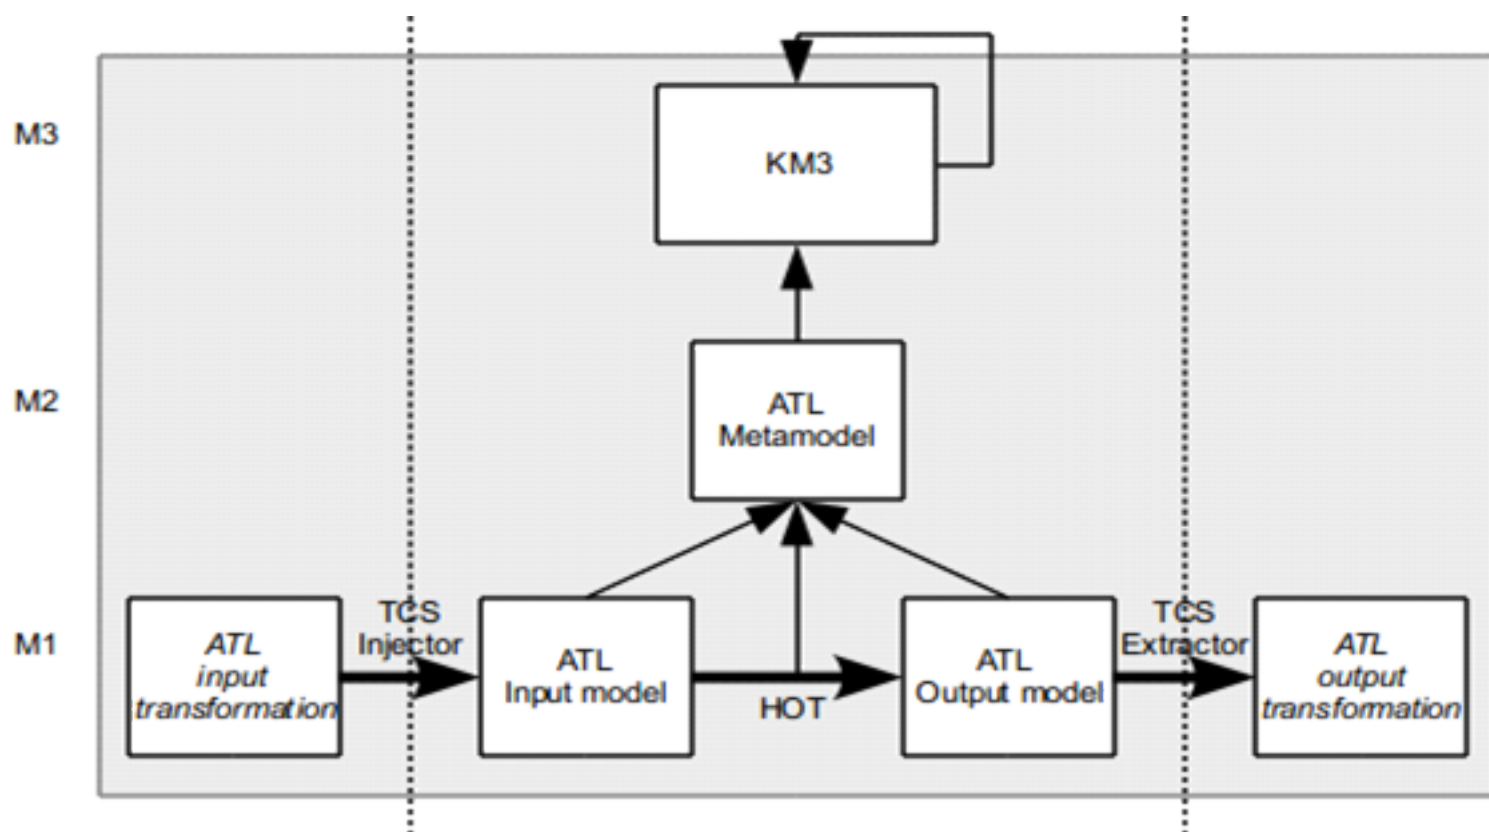 M3
KM3
M2
ATL
Metamodel
M1
ATL
input
transformation
TCS
Injector
ATL
Input model
HOT
ATL
Output model
TCS
Extractor
ATL
output
transformation